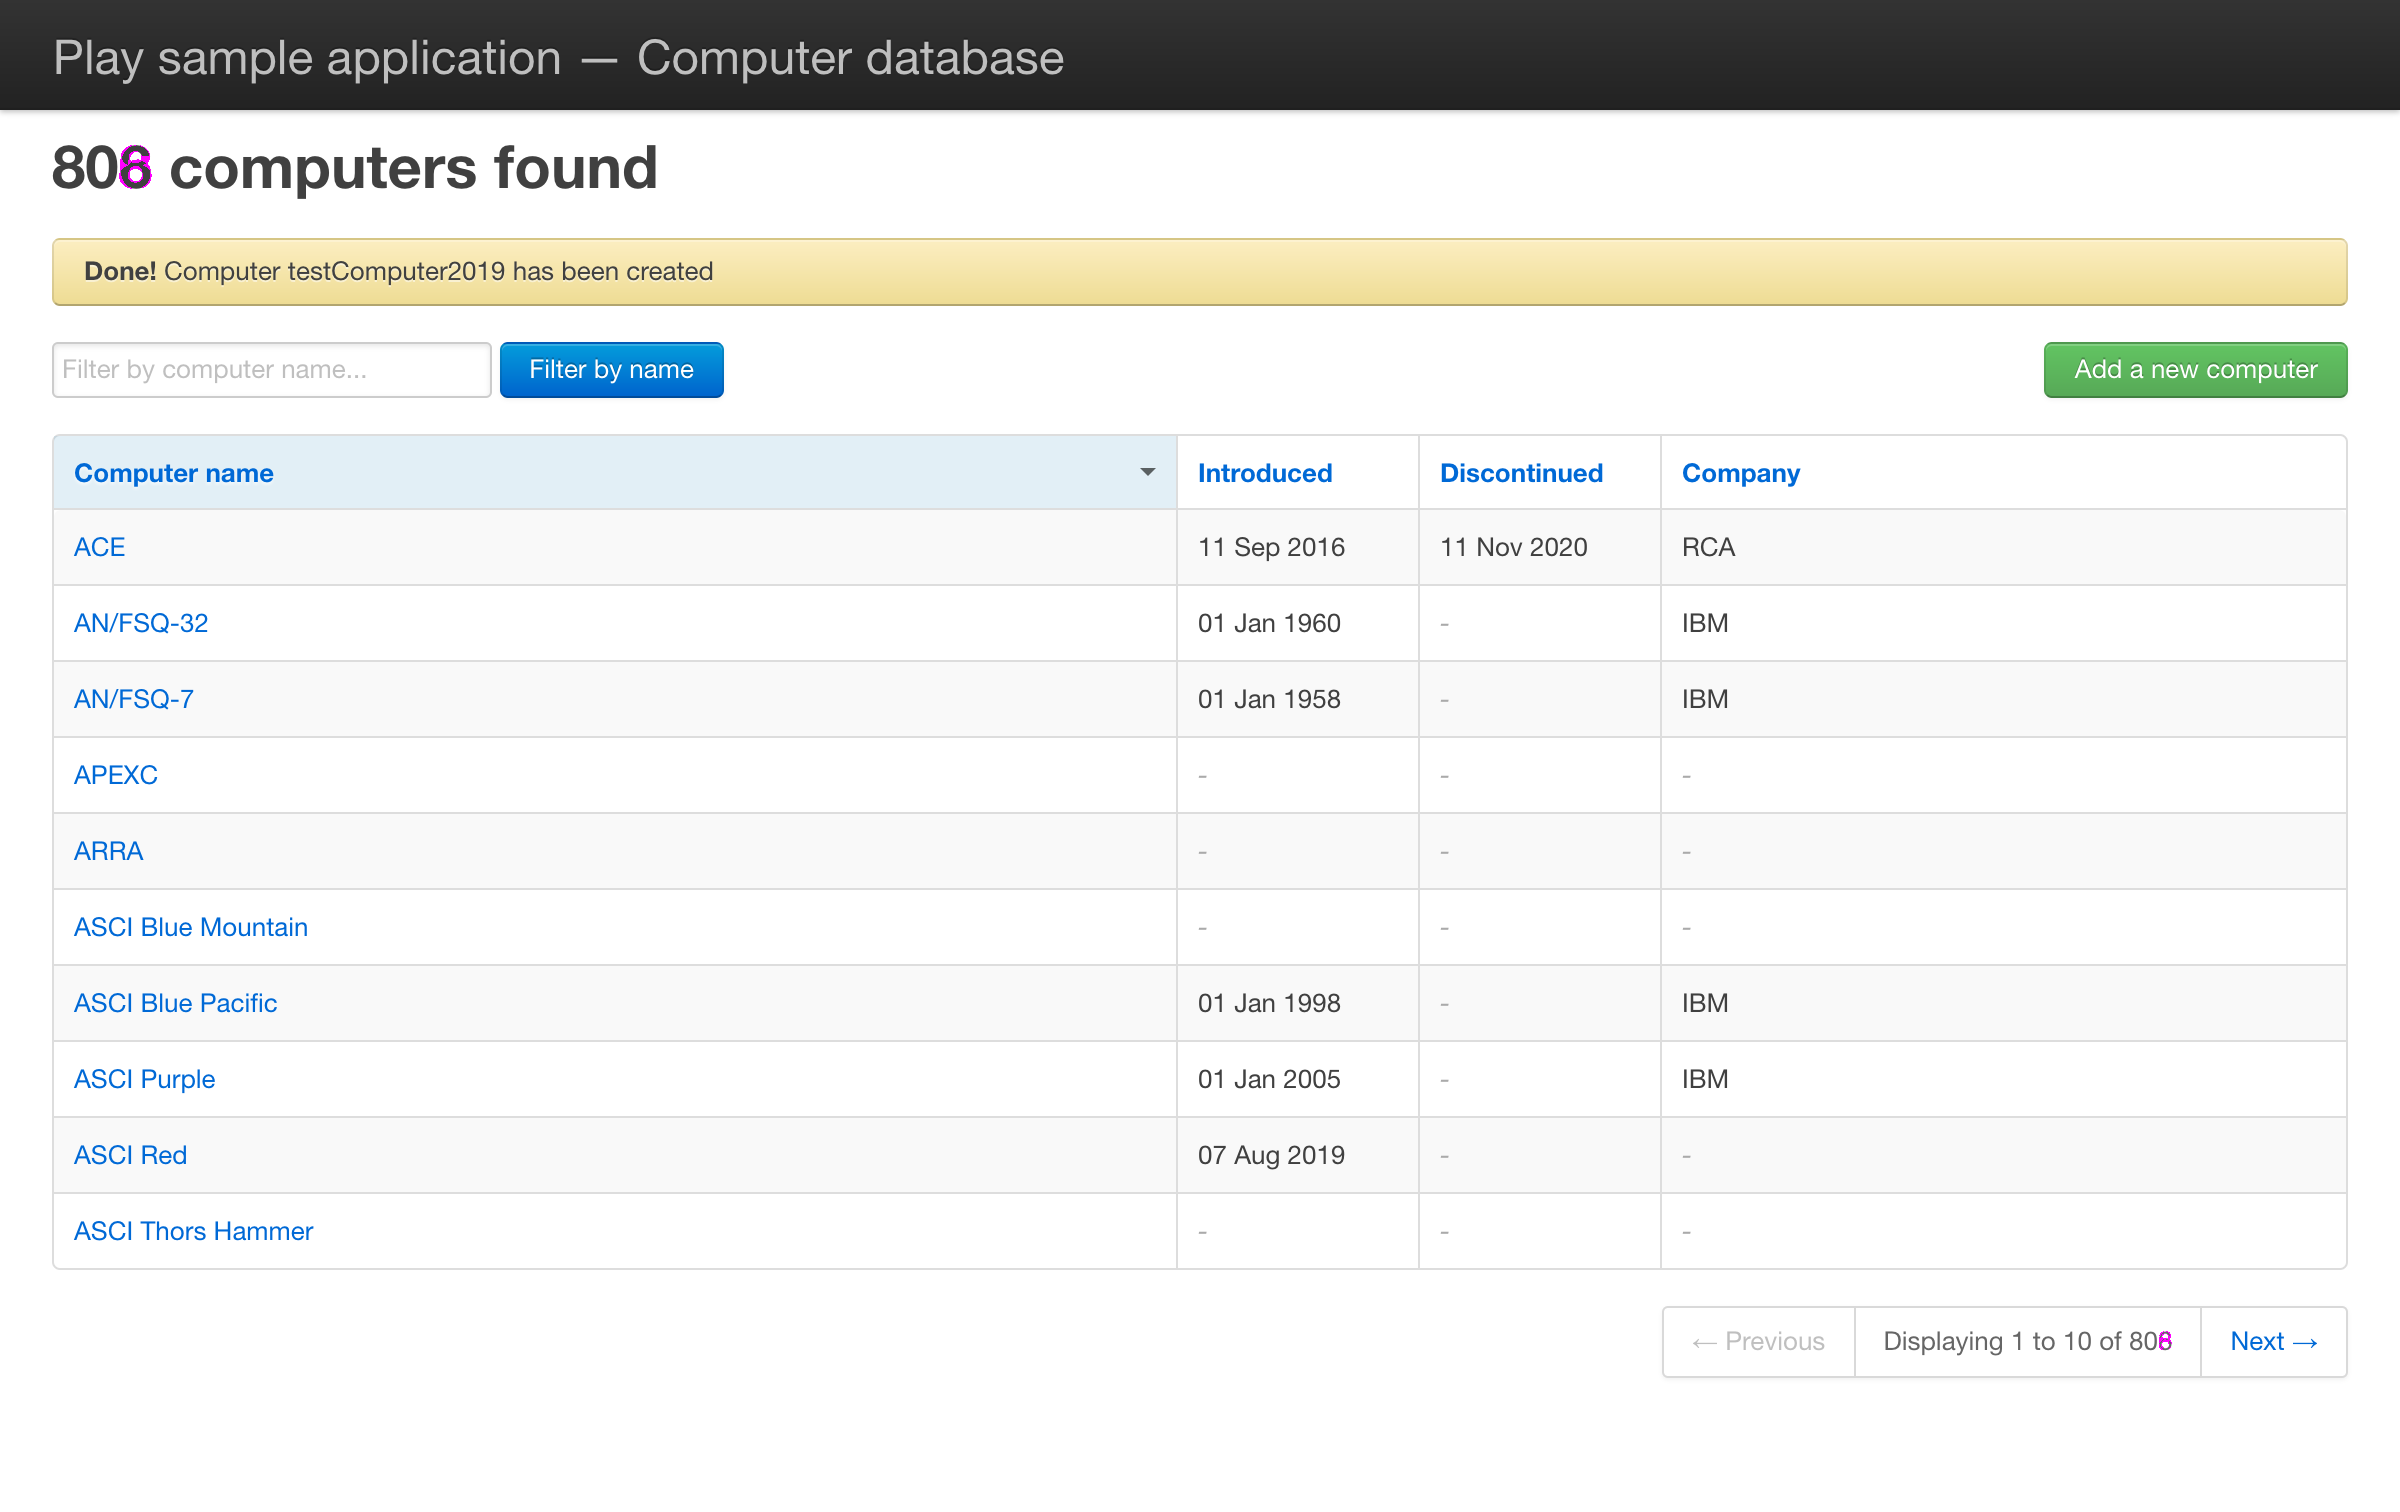 Play sample application — Computer database
computers found
Done! Computer testComputer2019 has been created
Filter by computer name... Filter by name Add a new computer
Computer name Introduced Discontinued Company
ACE 11 Sep 2016 11 Nov 2020 RCA
AN/FSQ-32 01 Jan 1960 - IBM
AN/FSQ-7 01 Jan 1958 - IBM
APEXC - - -
ARRA - - -
ASCI Blue Mountain - - -
ASCI Blue Pacific 01 Jan 1998 - IBM
ASCI Purple 01 Jan 2005 - IBM
ASCI Red 07 Aug 2019 - -
ASCI Thors Hammer - - -
← Previous Displaying 1 to 10 of Next →